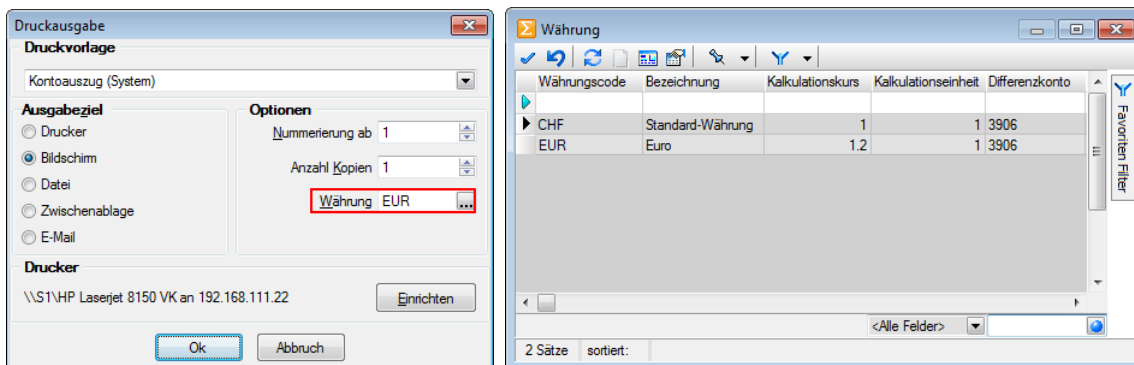 Druckausgabe
Druckvorlage
Kontoauszug (System)
Ausgabeziel
Drucker
Bildschirm
Datei
Zwischenablage
E-Mail
Optionen
Nummerierung ab 1
Anzahl Kopien 1
Währung EUR ...
Drucker
\\S1\HP Laserjet 8150 VK an 192.168.111.22 Einrichten
Ok Abbruch
Währung
Währungscode Bezeichnung Kalkulationskurs Kalkulationseinheit Differenzkonto
CHF Standard-Währung 1 1 3906
EUR Euro 1.2 1 3906
<Alle Felder>
2 Sätze sortiert:
Favoriten Filter